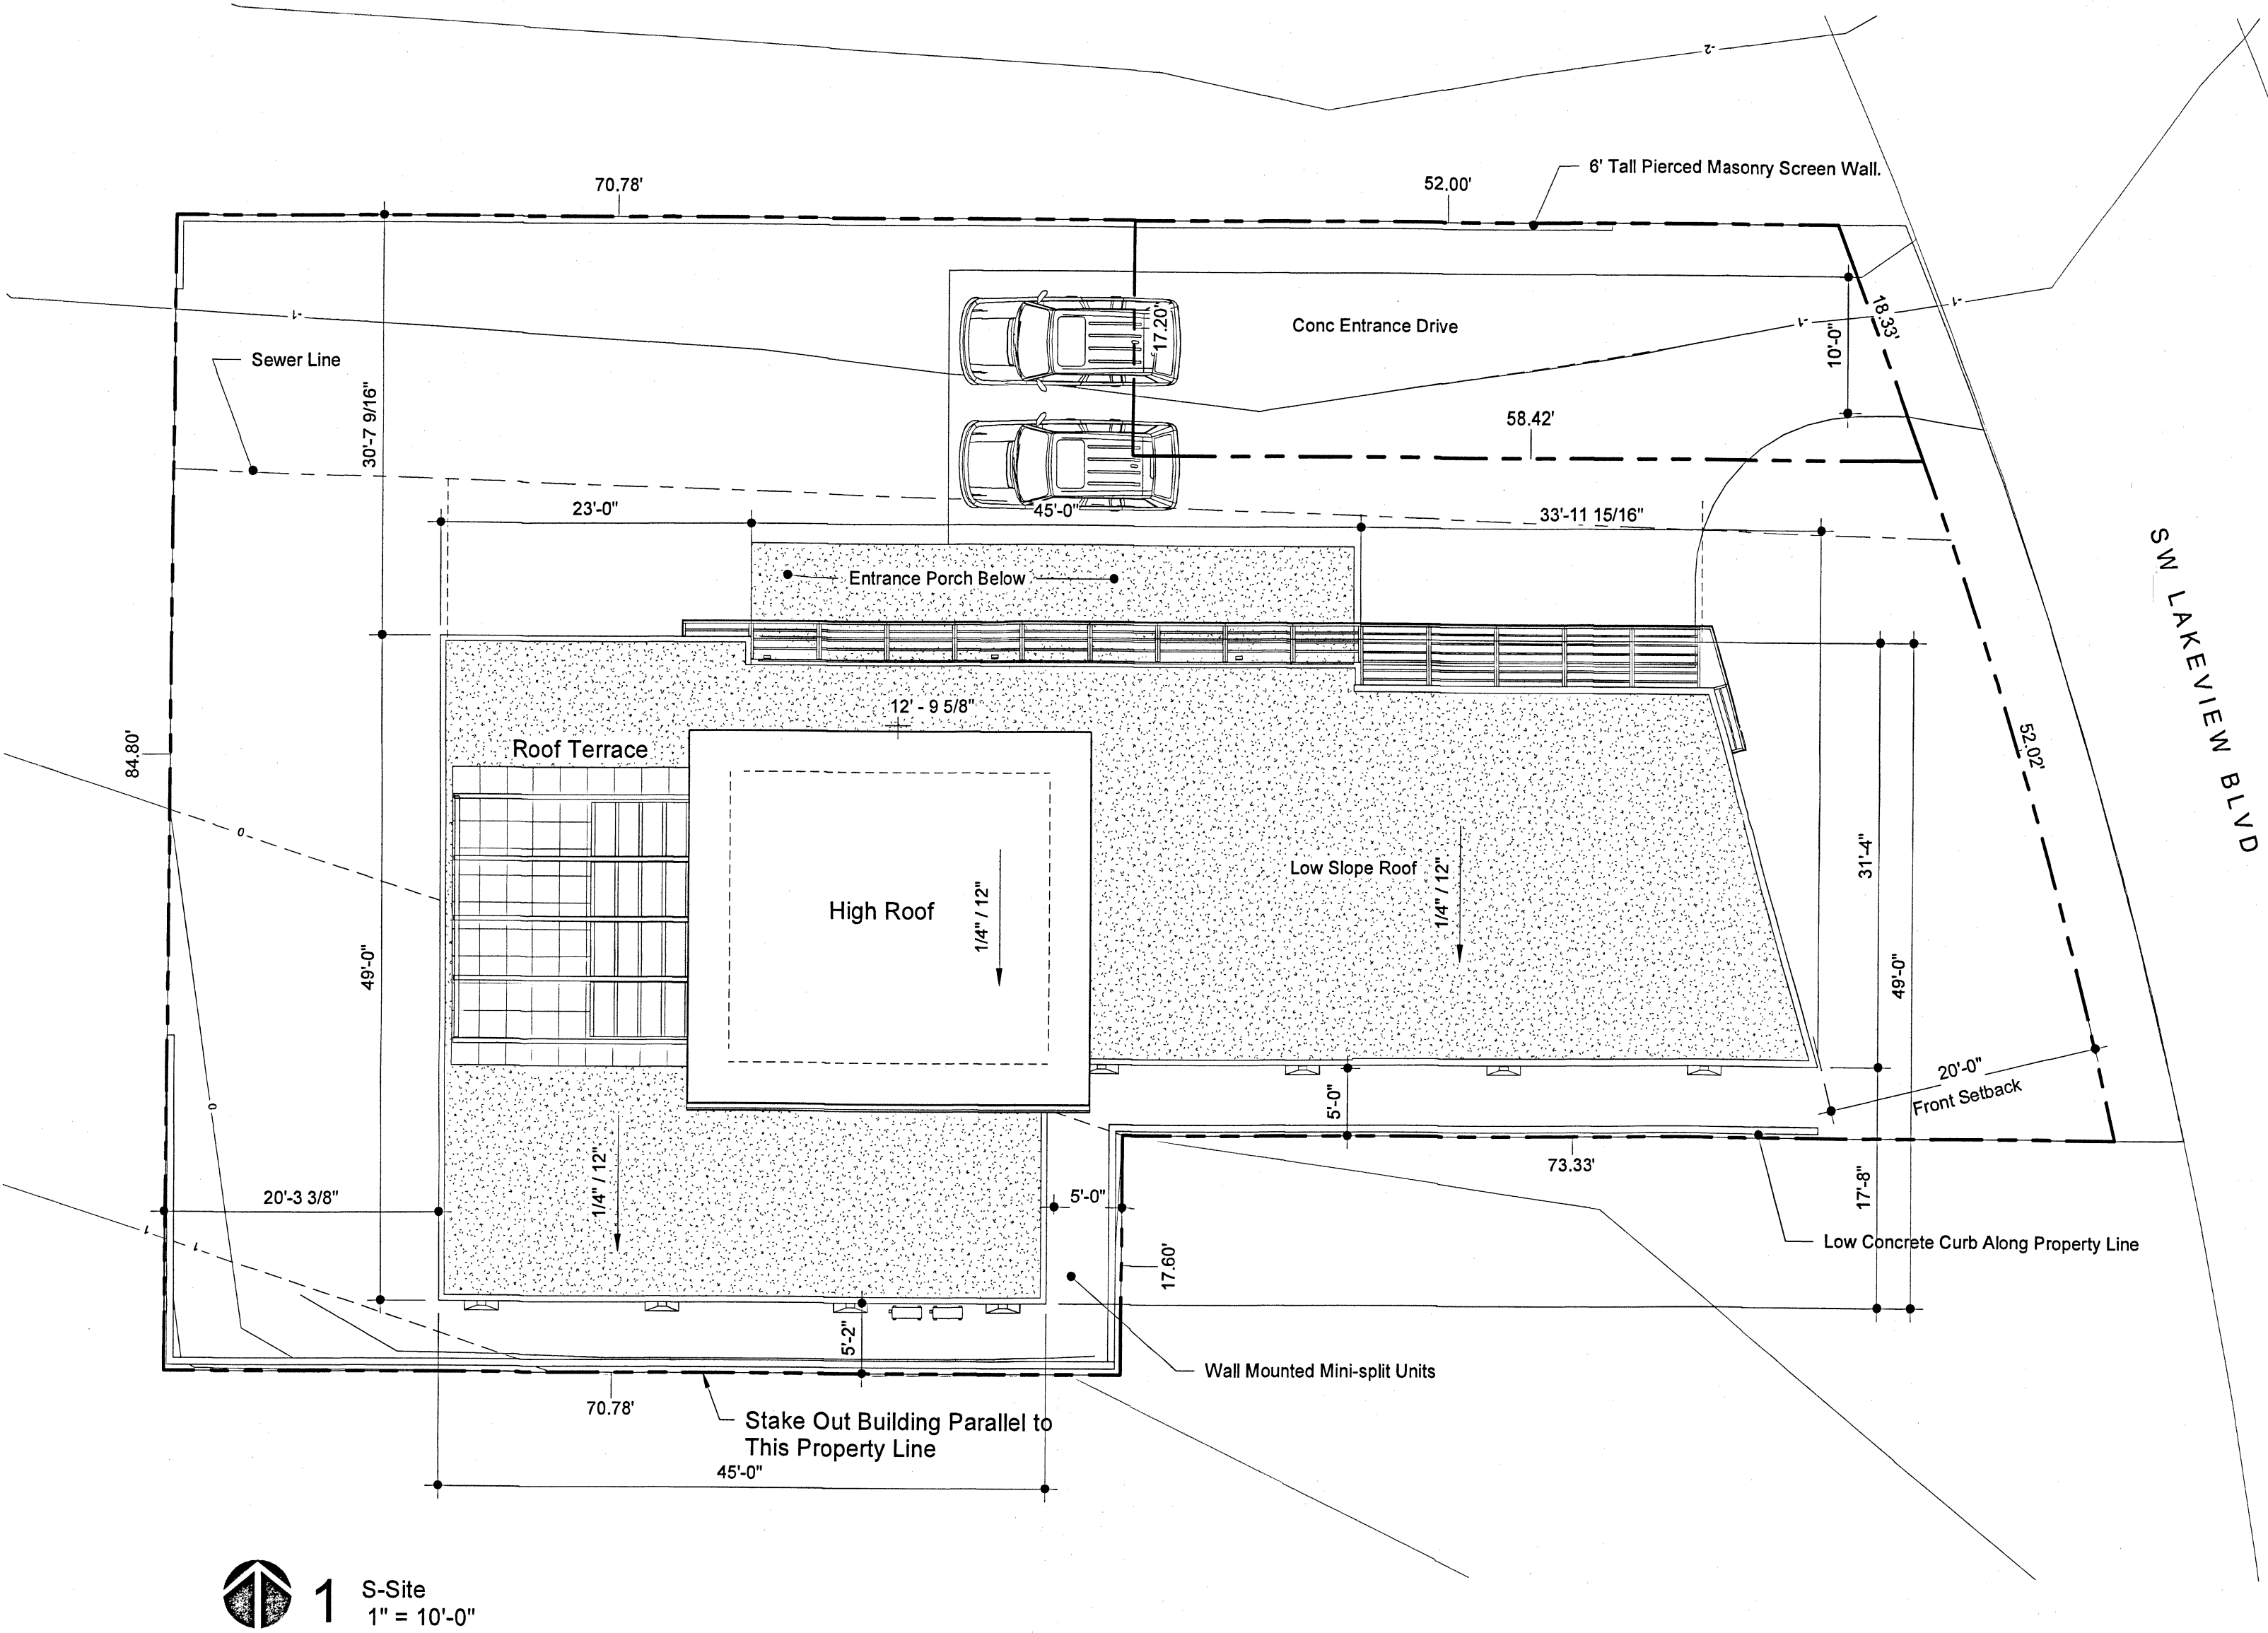 -2
6' Tall Pierced Masonry Screen Wall.
70.78'
52.00'
-1
-1
-1
18.33'
17.20'
Conc Entrance Drive
10'-0"
Sewer Line
30'-7 9/16"
58.42'
23'-0"
45'-0"
33'-11 15/16"
Entrance Porch Below
SW LAKEVIEW BLVD
12' - 9 5/8"
Roof Terrace
84.80'
52.02'
0
Low Slope Roof
1/4" / 12"
31'-4"
High Roof
1/4" / 12"
49'-0"
49'-0"
20'-0"
Front Setback
0
5'-0"
1/4" / 12"
73.33'
17'-8"
20'-3 3/8"
5'-0"
1
1
17.60'
Low Concrete Curb Along Property Line
5'-2"
Wall Mounted Mini-split Units
70.78'
Stake Out Building Parallel to
This Property Line
45'-0"
1
S-Site
1" = 10'-0"